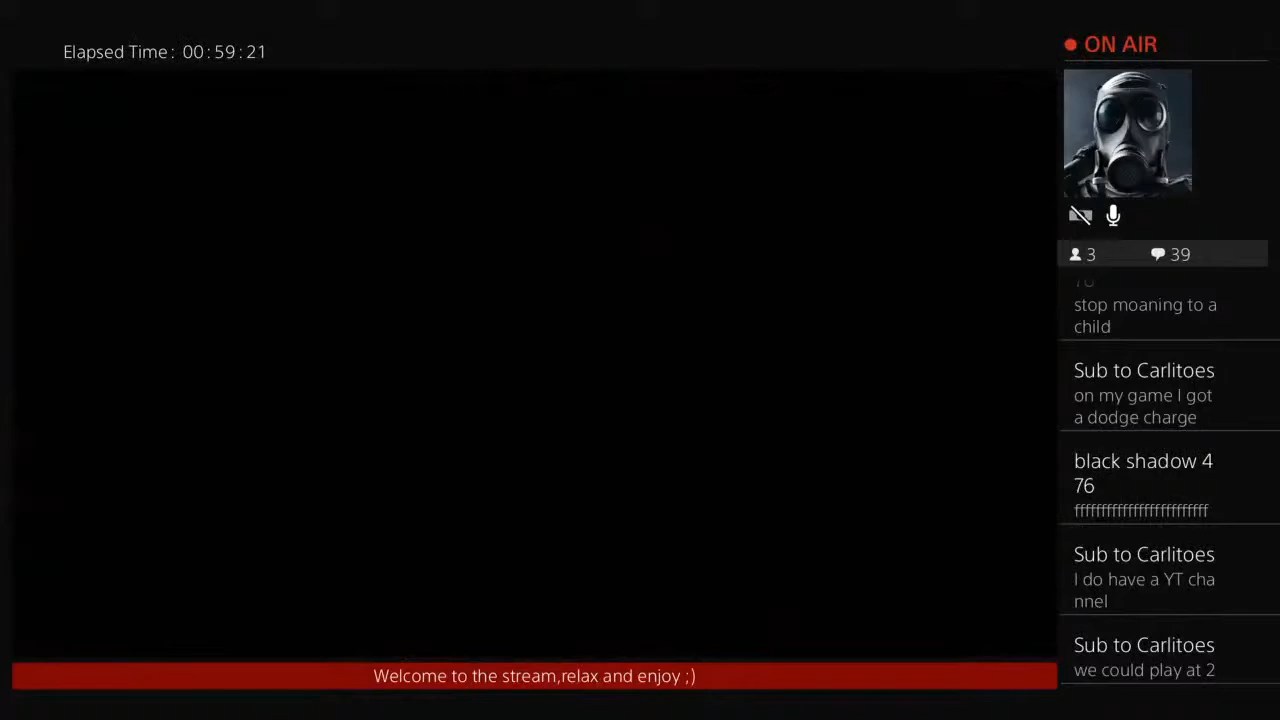 Elapsed Time: 00:59:21
ON AIR
3 39
stop moaning to a
child
Sub to Carlitoes
on my game I got
a dodge charge
black shadow 4
76
ffffffffffffffffffffffffff
Sub to Carlitoes
I do have a YT cha
nnel
Sub to Carlitoes
we could play at 2
Welcome to the stream,relax and enjoy ;)